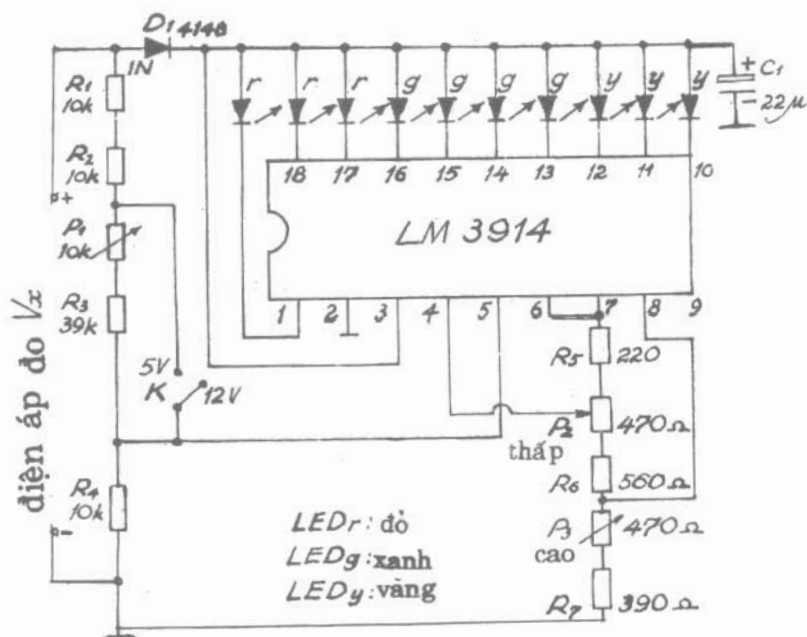 D1 4148
1N
R1
10k
R2
10k
P1
10k
R3
39k
R4
10k
+
-
điện áp đo Vx
5V
K
12V
r r r g g g g y y y
+ C1
- 22µ
18 17 16 15 14 13 12 11 10
LM 3914
1 2 3 4 5 6 7 8 9
R5 220
P2 470Ω
thấp
R6 560Ω
P3 470Ω
cao
R7 390Ω
LEDr: đỏ
LEDg: xanh
LEDy: vàng